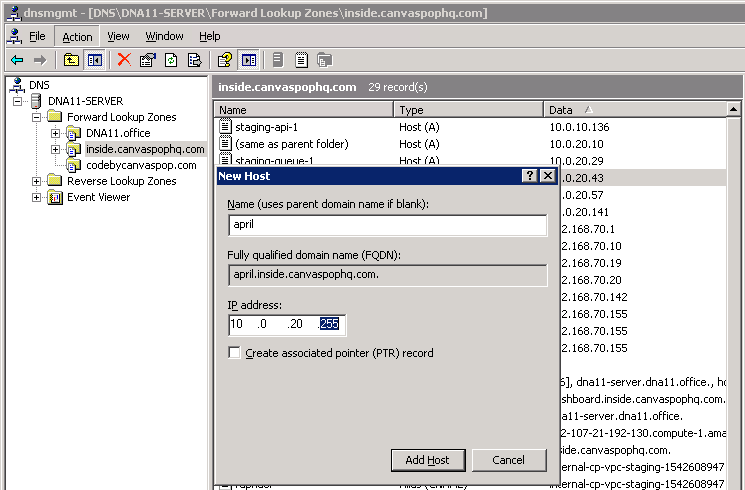 dnsmgmt - [DNS\DNA11-SERVER\Forward Lookup Zones\inside.canvaspophq.com]
File Action View Window Help
DNS
DNA11-SERVER
Forward Lookup Zones
DNA11.office
inside.canvaspophq.com
codebycanvaspop.com
Reverse Lookup Zones
Event Viewer
inside.canvaspophq.com 29 record(s)
Name Type Data
staging-api-1 Host (A) 10.0.10.136
(same as parent folder) Host (A) 10.0.20.10
staging-queue-1 Host (A) 10.0.20.29
.0.20.43
.0.20.57
.0.20.141
2.168.70.1
2.168.70.10
2.168.70.19
2.168.70.20
2.168.70.142
2.168.70.155
2.168.70.155
2.168.70.155
6], dna11-server.dna11.office., ho
shboard.inside.canvaspophq.com.
a11-server.dna11.office.
2-107-21-192-130.compute-1.ama
side.canvaspophq.com.
ernal-cp-vpc-staging-1542608947
ernal-cp-vpc-staging-1542608947
New Host
Name (uses parent domain name if blank):
april
Fully qualified domain name (FQDN):
april.inside.canvaspophq.com.
IP address:
10 .0 .20 .255
Create associated pointer (PTR) record
Add Host Cancel